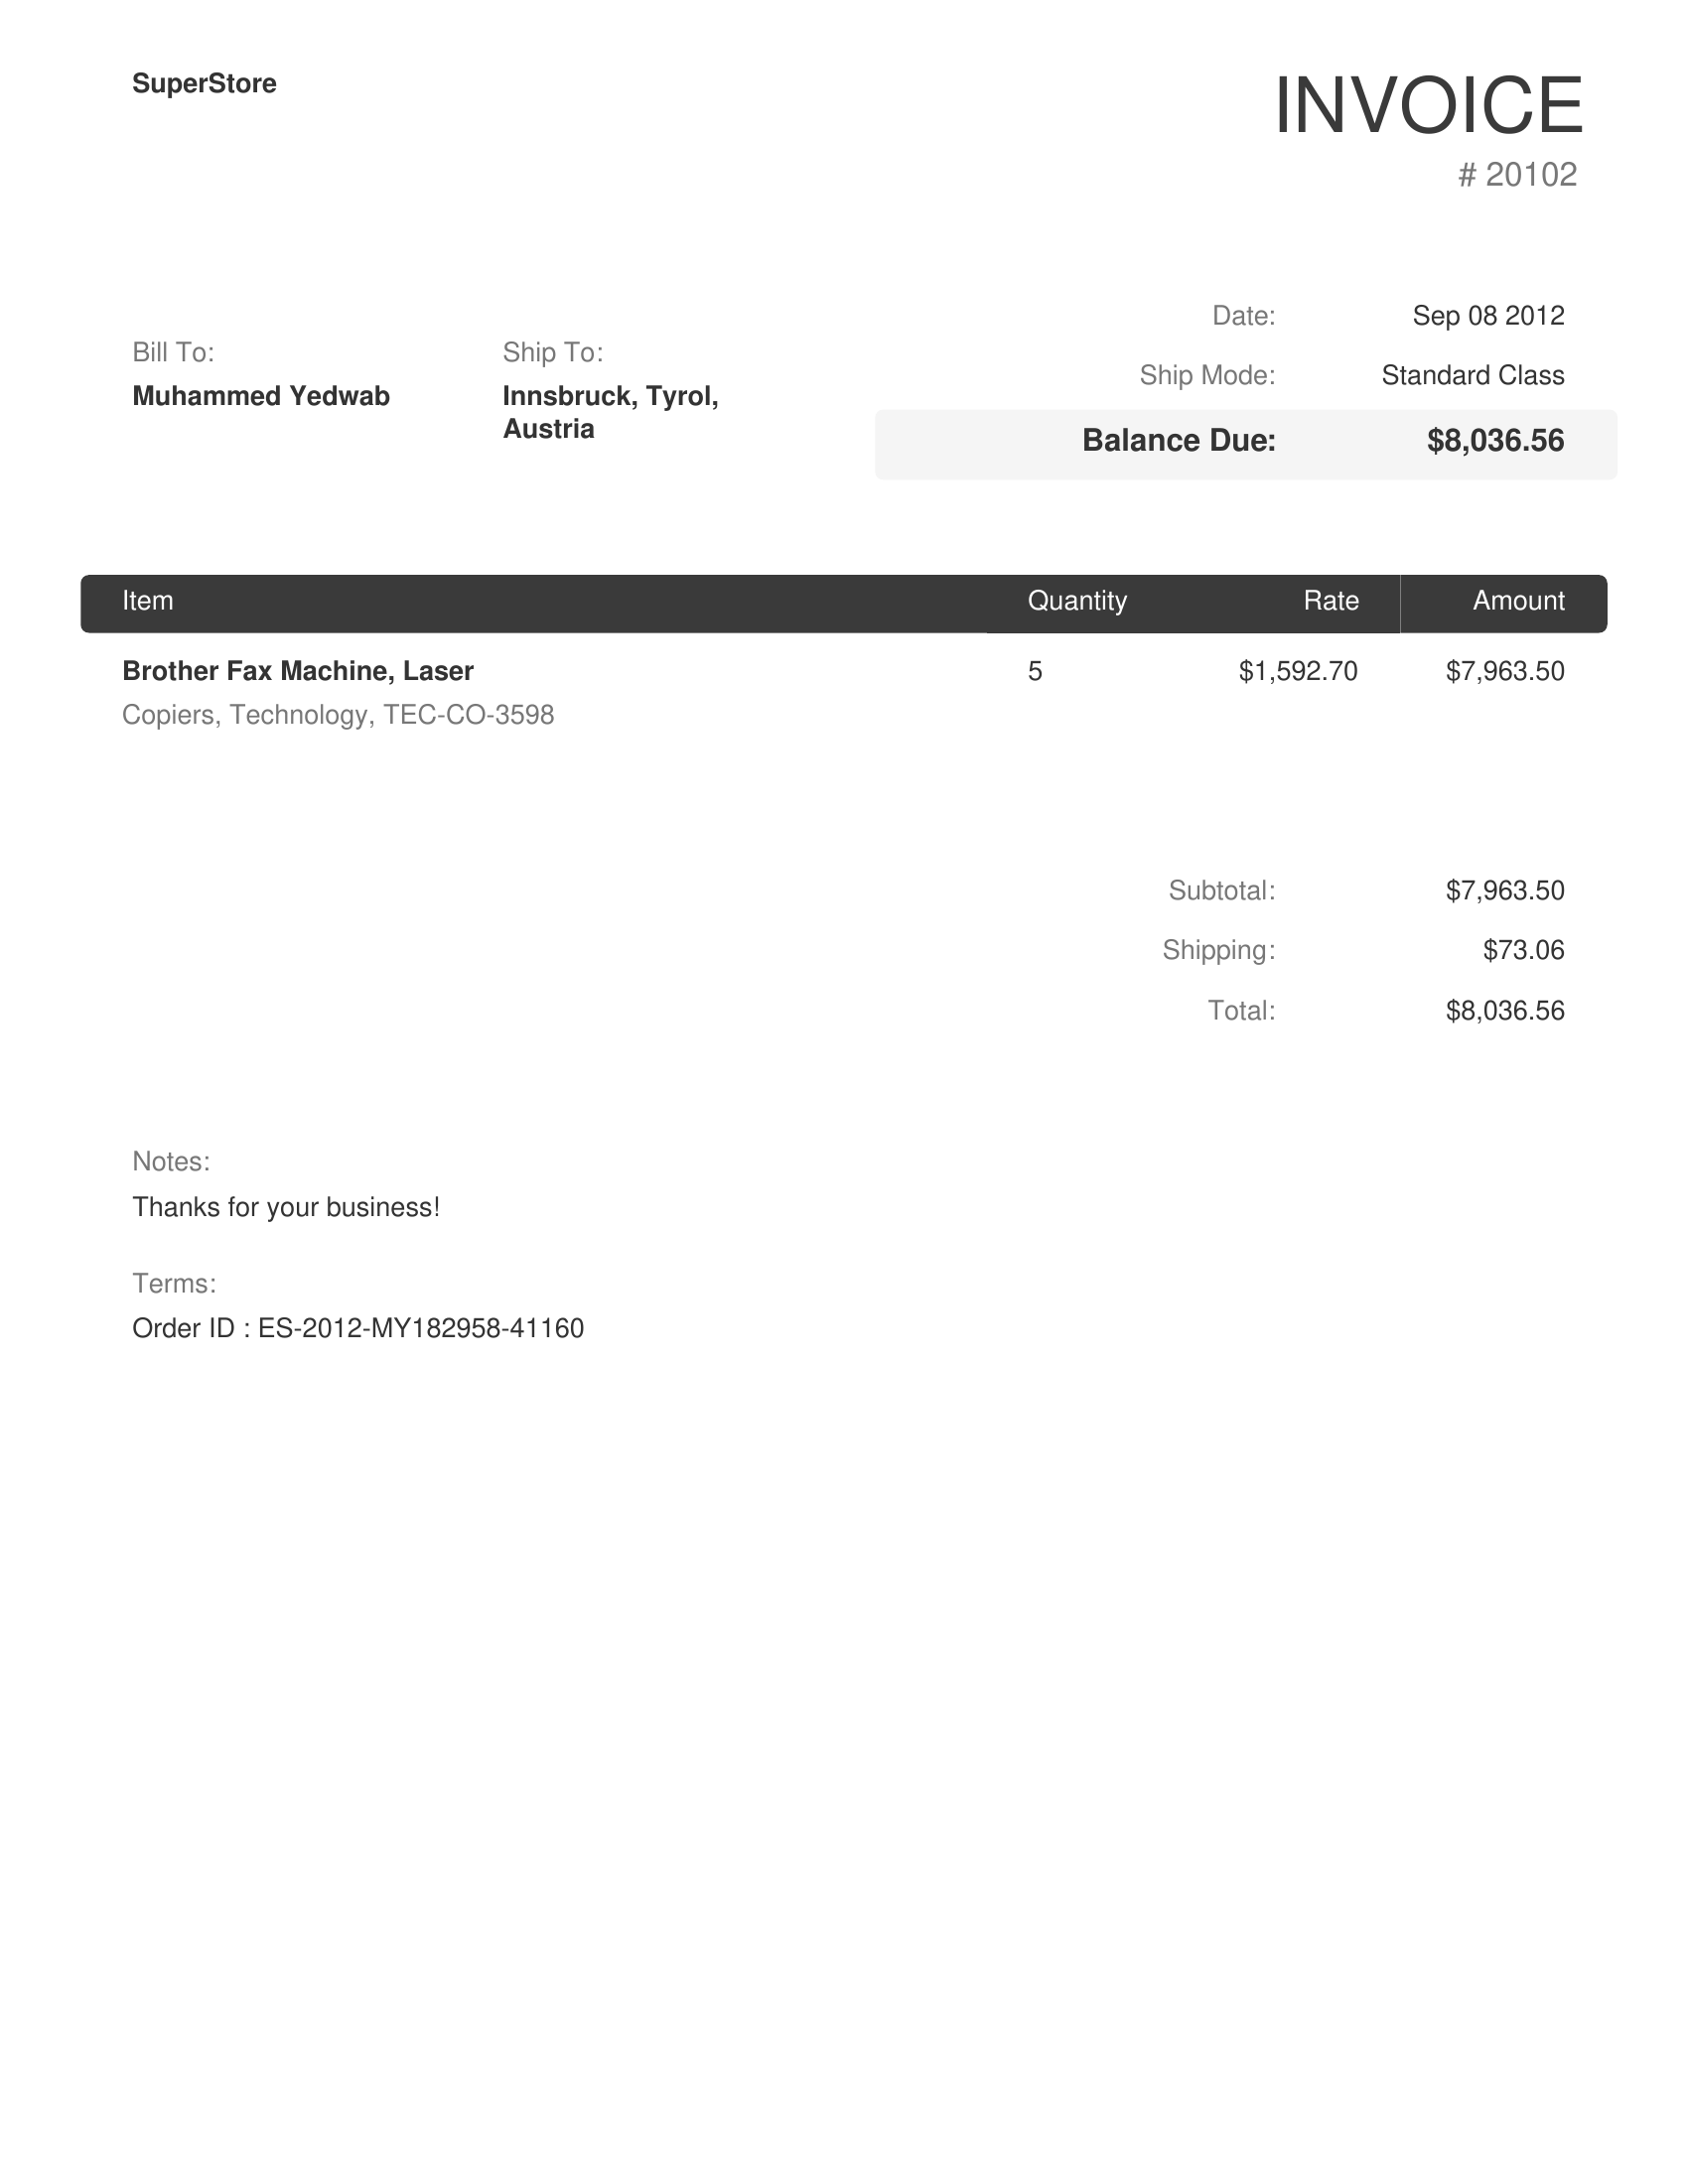 SuperStore
INVOICE
# 20102
Date: Sep 08 2012
Ship Mode: Standard Class
Balance Due: $8,036.56
Bill To:
Muhammed Yedwab
Ship To:
Innsbruck, Tyrol,
Austria
Item Quantity Rate Amount
Brother Fax Machine, Laser 5 $1,592.70 $7,963.50
Copiers, Technology, TEC-CO-3598
Subtotal: $7,963.50
Shipping: $73.06
Total: $8,036.56
Notes:
Thanks for your business!
Terms:
Order ID : ES-2012-MY182958-41160